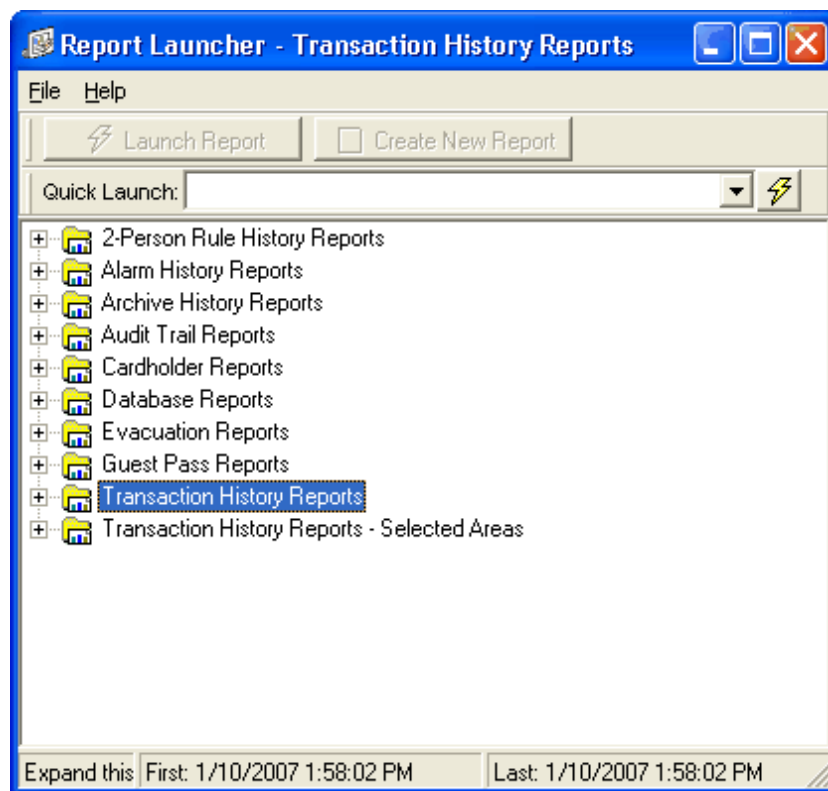 Report Launcher - Transaction History Reports
File Help
Launch Report Create New Report
Quick Launch:
2-Person Rule History Reports
Alarm History Reports
Archive History Reports
Audit Trail Reports
Cardholder Reports
Database Reports
Evacuation Reports
Guest Pass Reports
Transaction History Reports
Transaction History Reports - Selected Areas
Expand this First: 1/10/2007 1:58:02 PM Last: 1/10/2007 1:58:02 PM